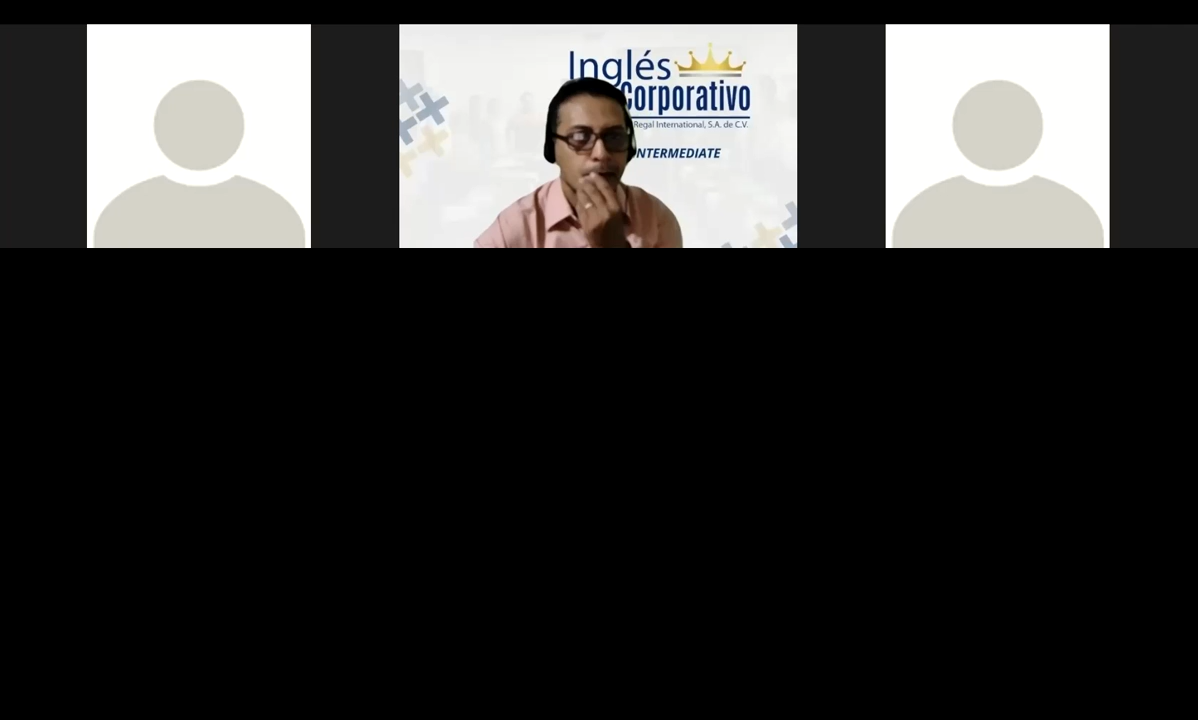 Inglés
Corporativo
Regal International, S.A. de C.V.
INTERMEDIATE